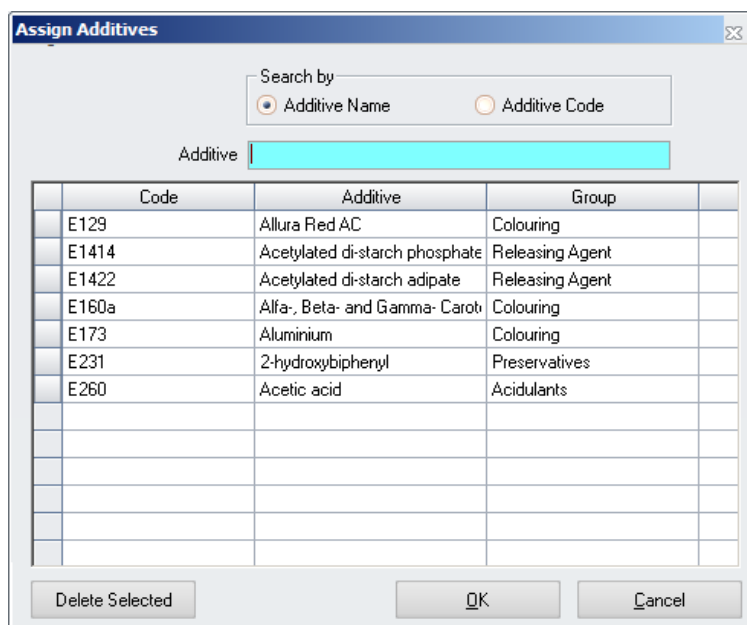 Assign Additives
Search by
Additive Name Additive Code
Additive
Code Additive Group
E129 Allura Red AC Colouring
E1414 Acetylated di-starch phosphate Releasing Agent
E1422 Acetylated di-starch adipate Releasing Agent
E160a Alfa-, Beta- and Gamma- Carot Colouring
E173 Aluminium Colouring
E231 2-hydroxybiphenyl Preservatives
E260 Acetic acid Acidulants
Delete Selected OK Cancel